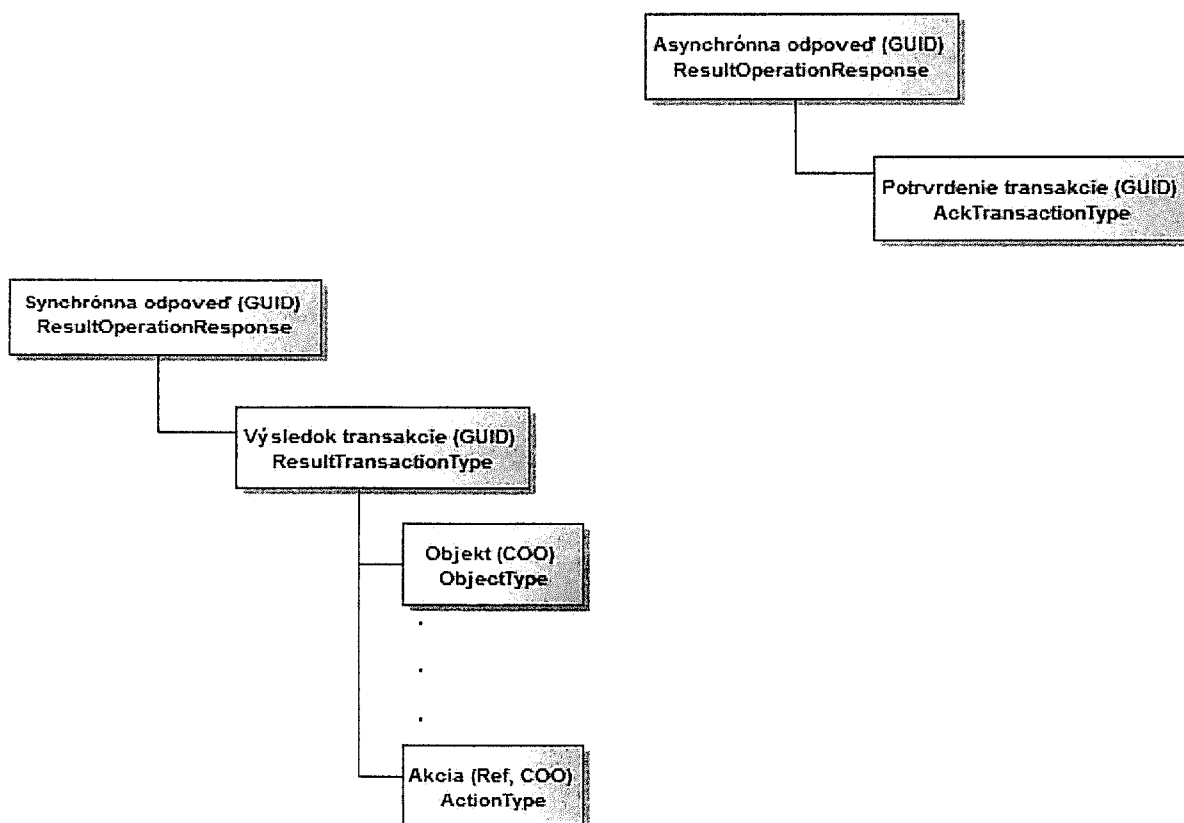 Asynchrónna odpoveď (GUID)
ResultOperationResponse
Potrvrdenie transakcie (GUID)
AckTransactionType
Synchrónna odpoveď (GUID)
ResultOperationResponse
Výsledok transakcie (GUID)
ResultTransactionType
Objekt (COO)
ObjectType
.
.
.
Akcia (Ref, COO)
ActionType